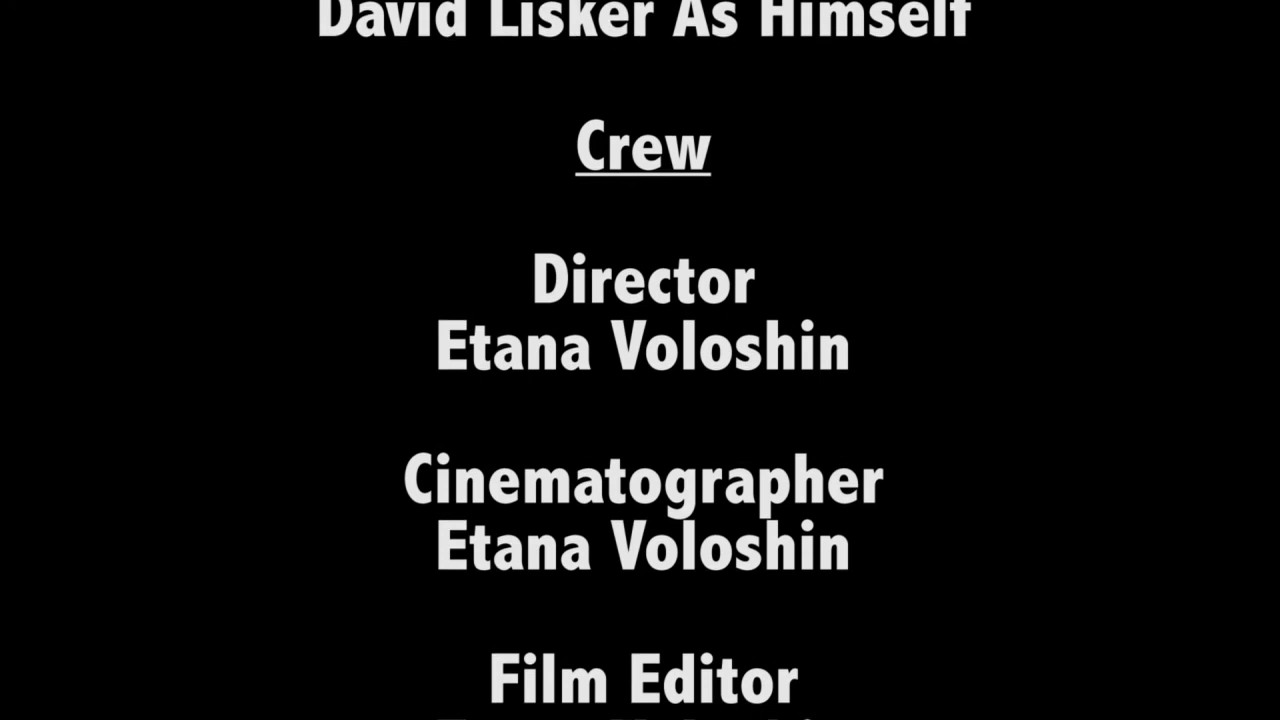 David Lisker As Himself
Crew
Director
Etana Voloshin
Cinematographer
Etana Voloshin
Film Editor